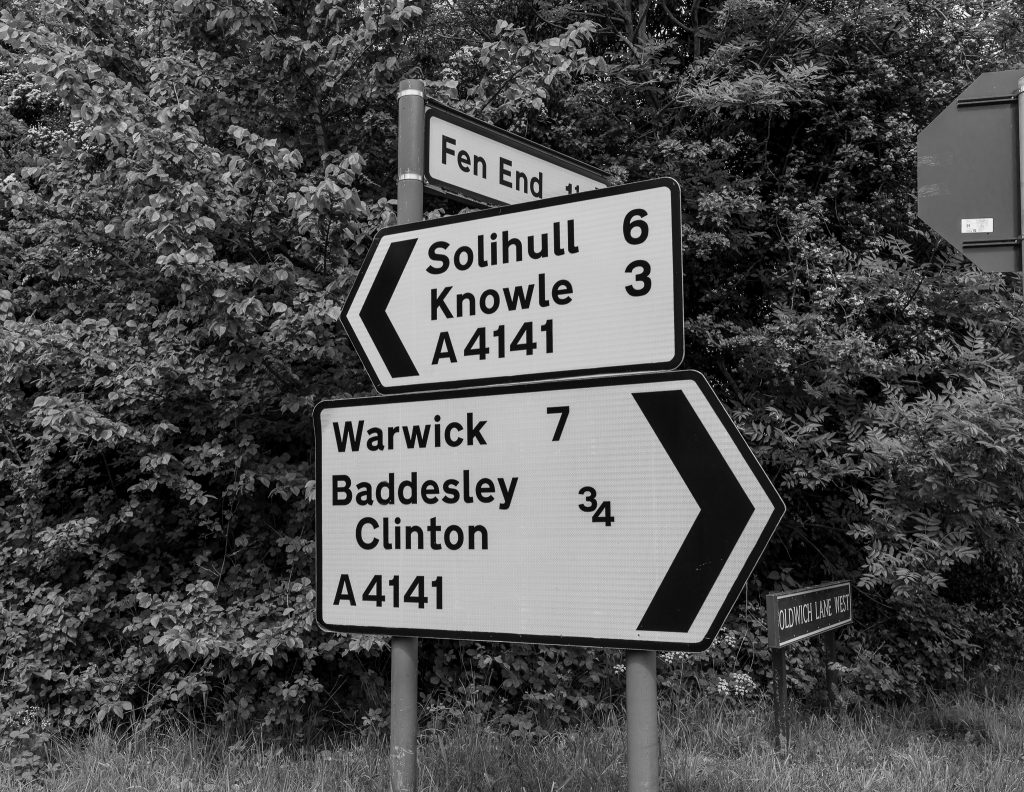 Fen End
Solihull 6
Knowle 3
A4141
Warwick 7
Baddesley
Clinton ¾
A4141
OLDWICH LANE WEST